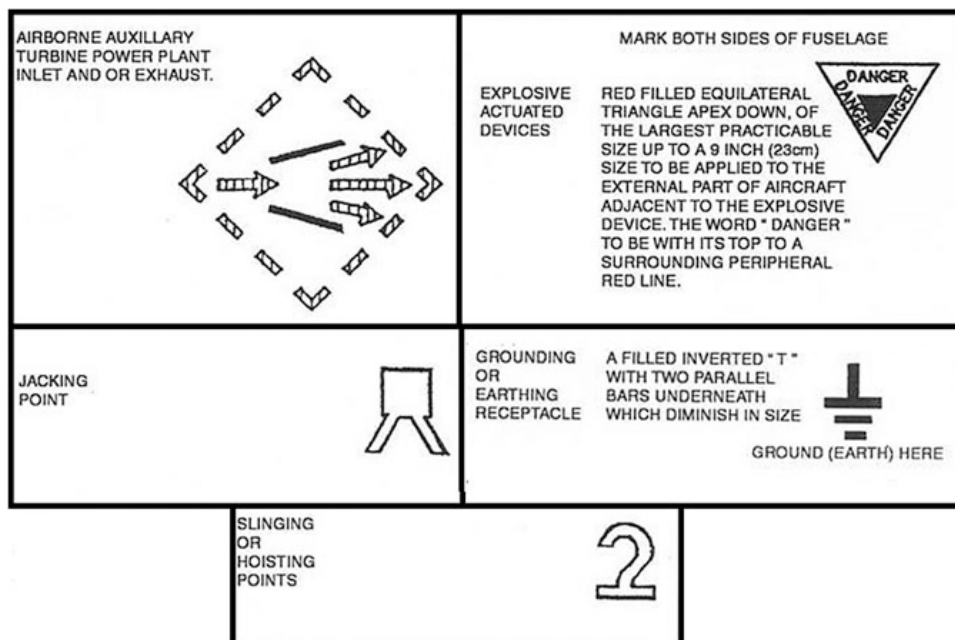 AIRBORNE AUXILLARY
TURBINE POWER PLANT
INLET AND OR EXHAUST.
MARK BOTH SIDES OF FUSELAGE
EXPLOSIVE
ACTUATED
DEVICES
RED FILLED EQUILATERAL
TRIANGLE APEX DOWN, OF
THE LARGEST PRACTICABLE
SIZE UP TO A 9 INCH (23cm)
SIZE TO BE APPLIED TO THE
EXTERNAL PART OF AIRCRAFT
ADJACENT TO THE EXPLOSIVE
DEVICE. THE WORD " DANGER "
TO BE WITH ITS TOP TO A
SURROUNDING PERIPHERAL
RED LINE.
DANGER
DANGER
DANGER
JACKING
POINT
GROUNDING
OR
EARTHING
RECEPTACLE
A FILLED INVERTED " T "
WITH TWO PARALLEL
BARS UNDERNEATH
WHICH DIMINISH IN SIZE
GROUND (EARTH) HERE
SLINGING
OR
HOISTING
POINTS